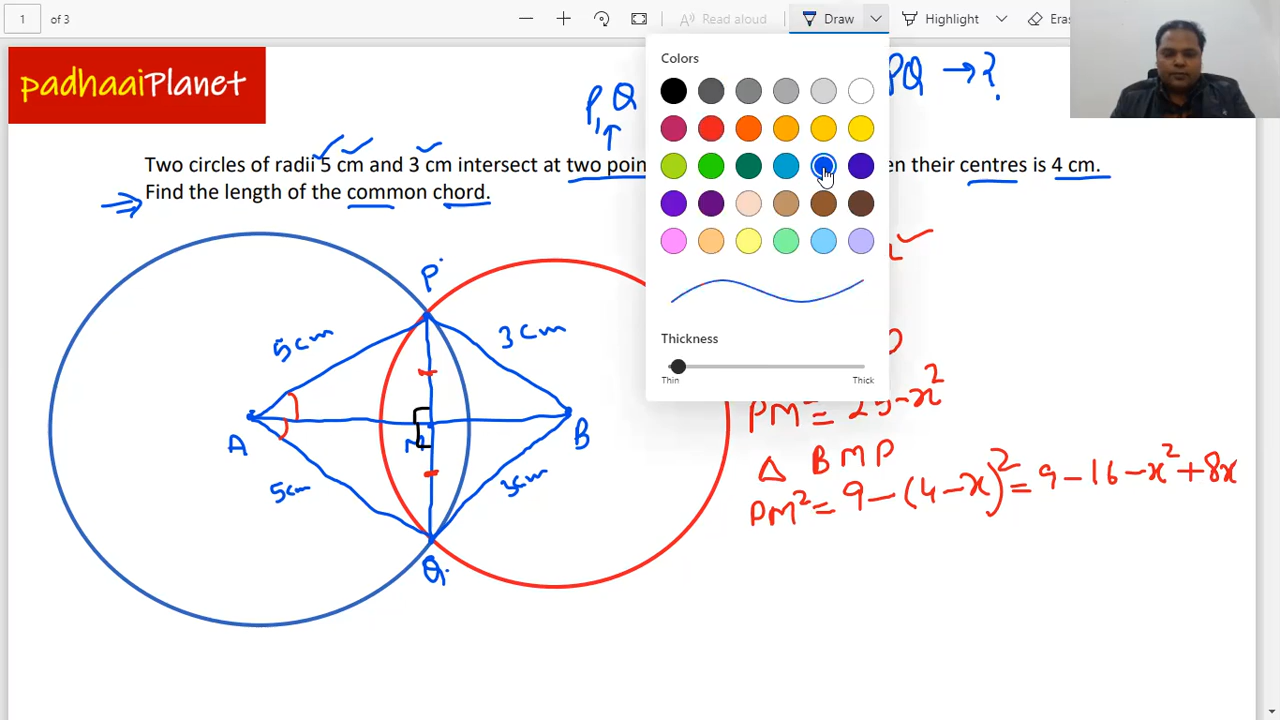 1 of 3 Read aloud Draw Highlight Eras
Colors
padhaaiPlanet
P, Q
PQ → ?
Two circles of radii 5 cm and 3 cm intersect at two poin
en their centres is 4 cm.
Find the length of the common chord.
P
5cm
3cm
Thickness
Thin Thick
PM² = 25-x²
A
M
B
△ BMP
5cm
3cm
PM² = 9-(4-x)² = 9-16-x²+8x
Q